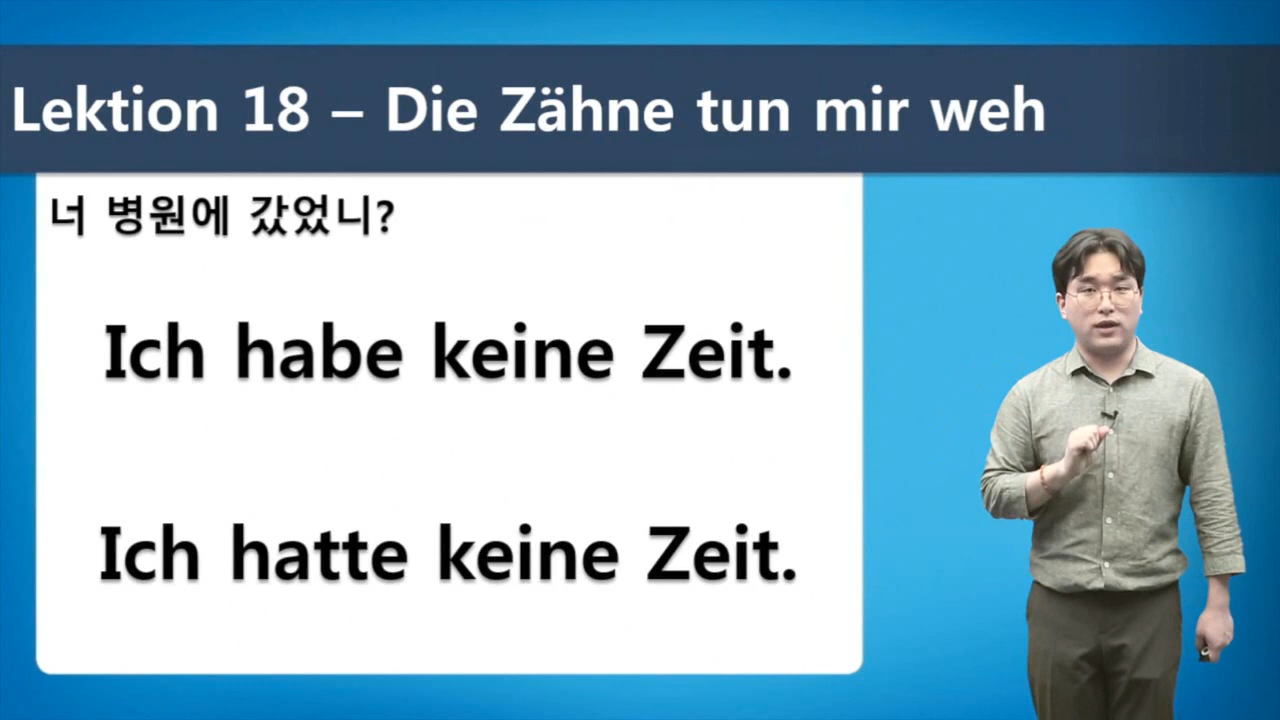 Lektion 18 – Die Zähne tun mir weh
너 병원에 갔었니?
Ich habe keine Zeit.
Ich hatte keine Zeit.